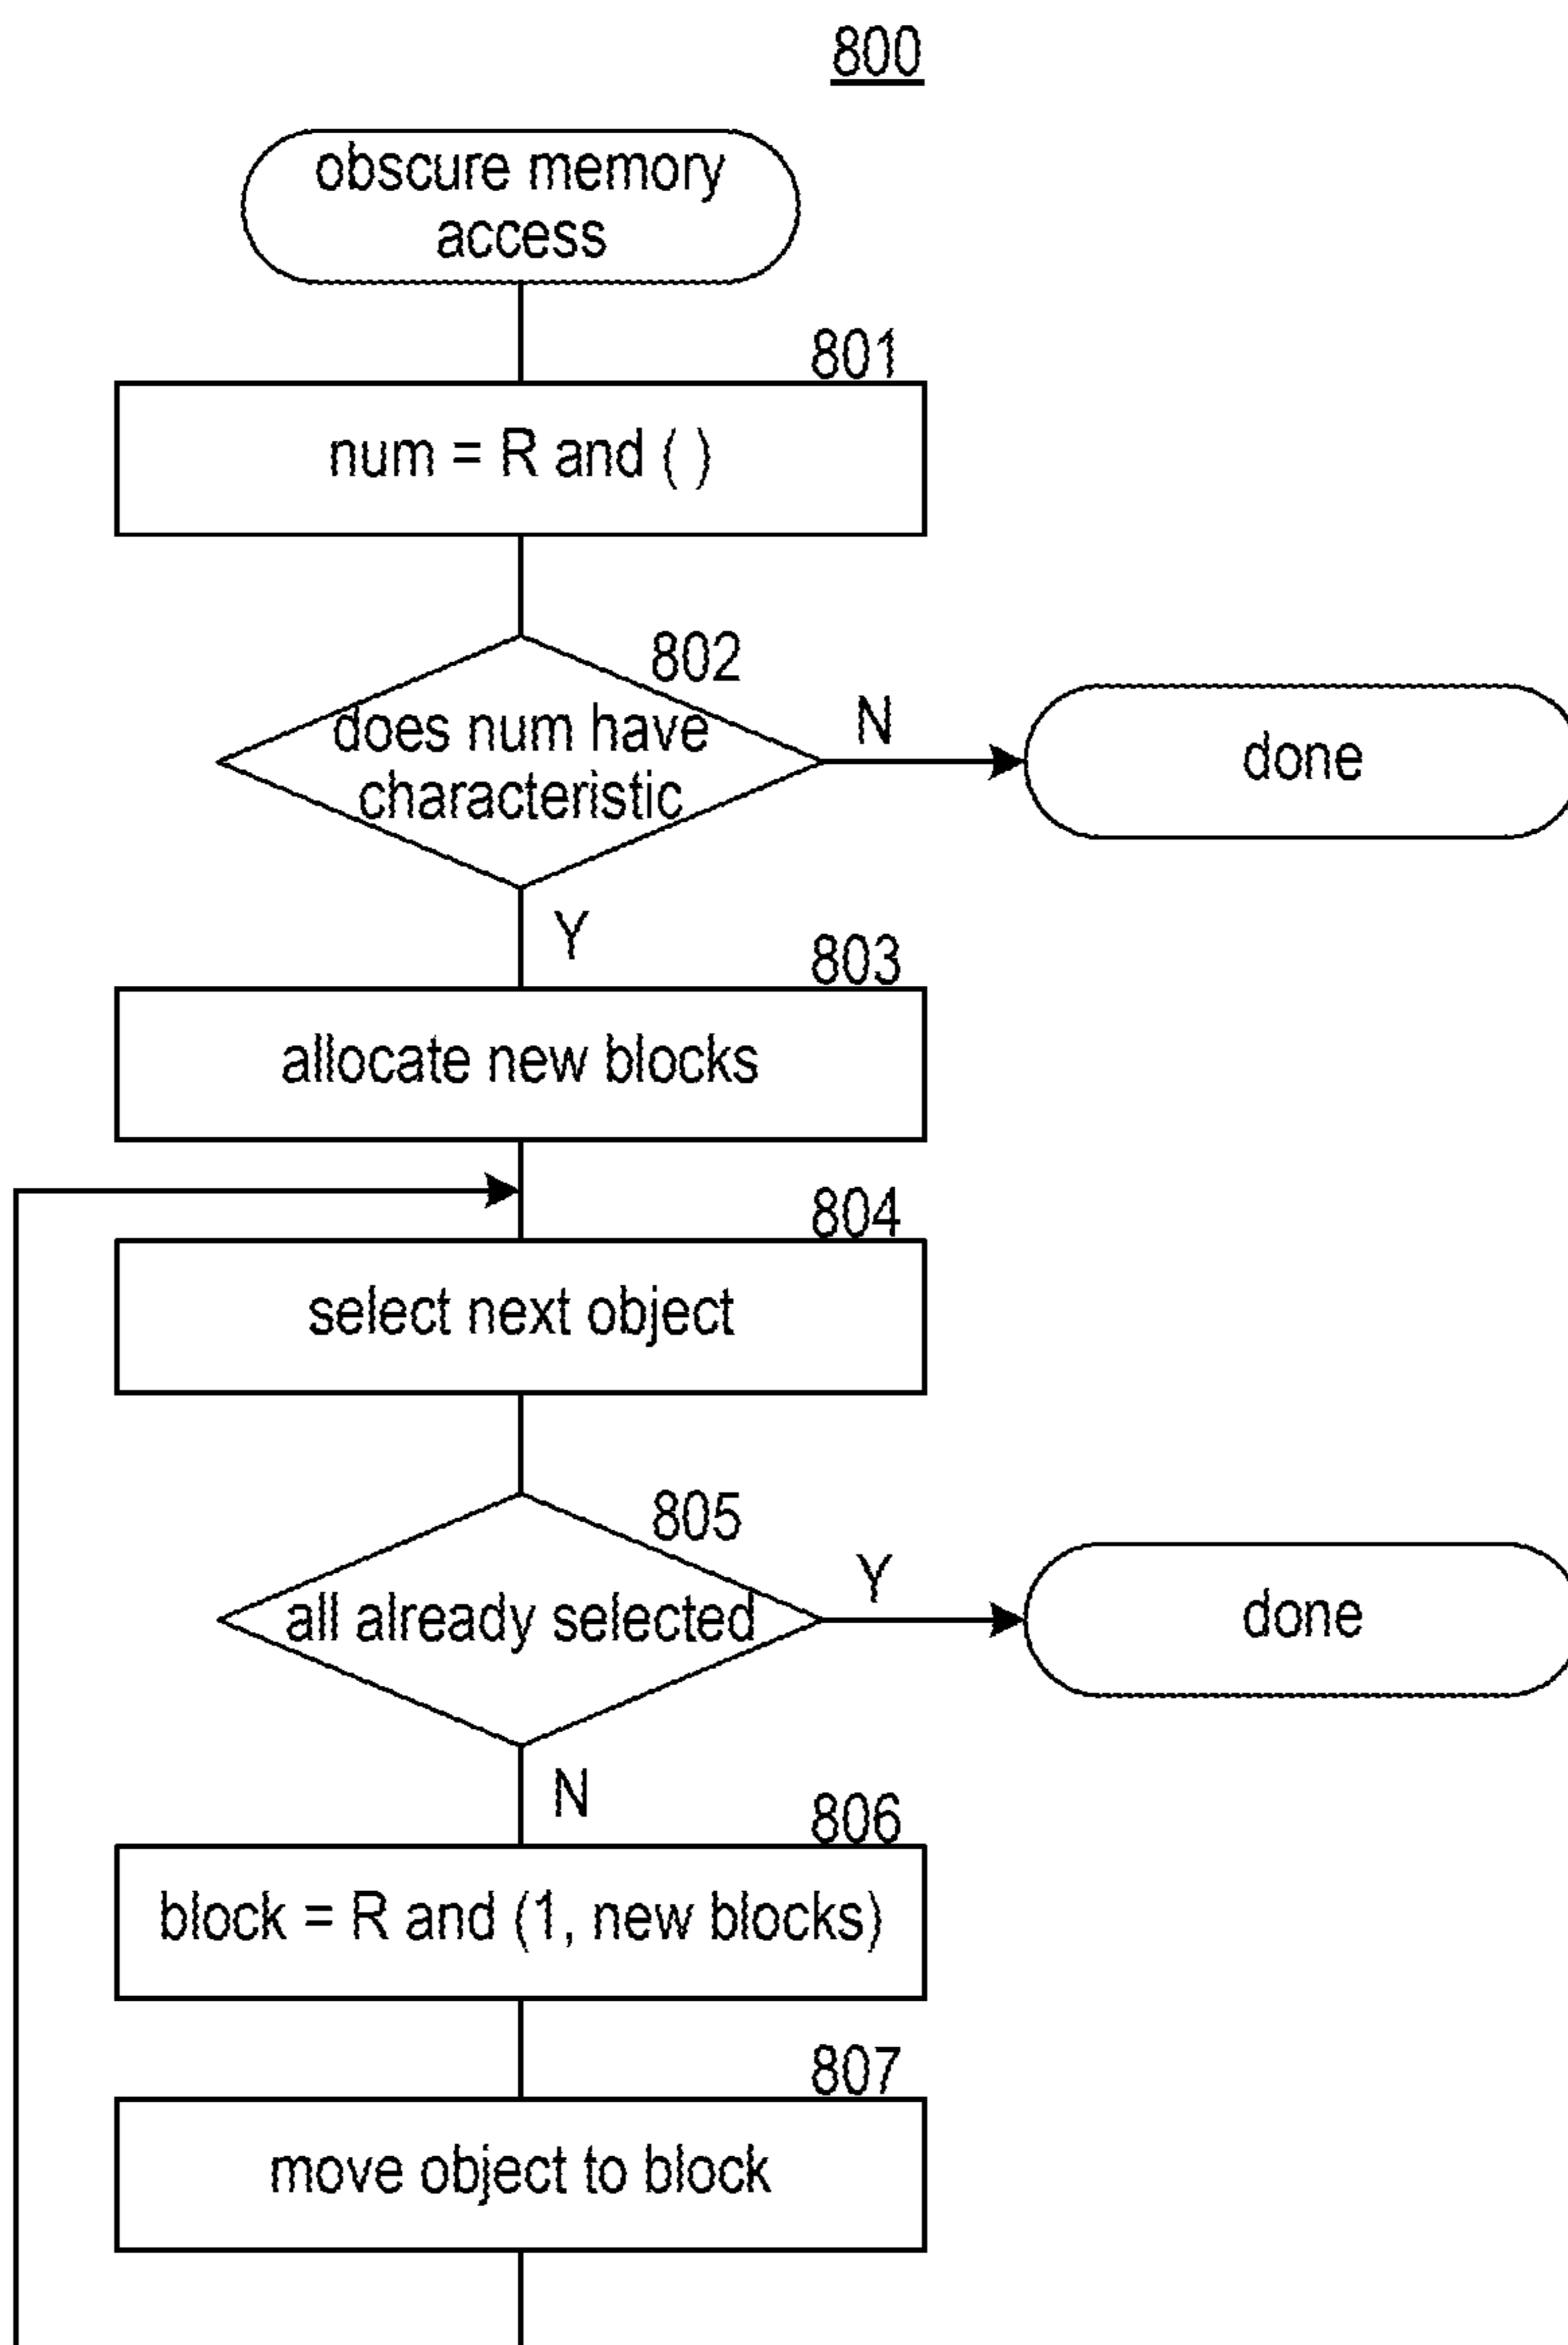 800
obscure memory
access
801
num = R and ( )
802
does num have
characteristic
N
done
Y
803
allocate new blocks
804
select next object
805
all already selected
Y
done
N
806
block = R and (1, new blocks)
807
move object to block